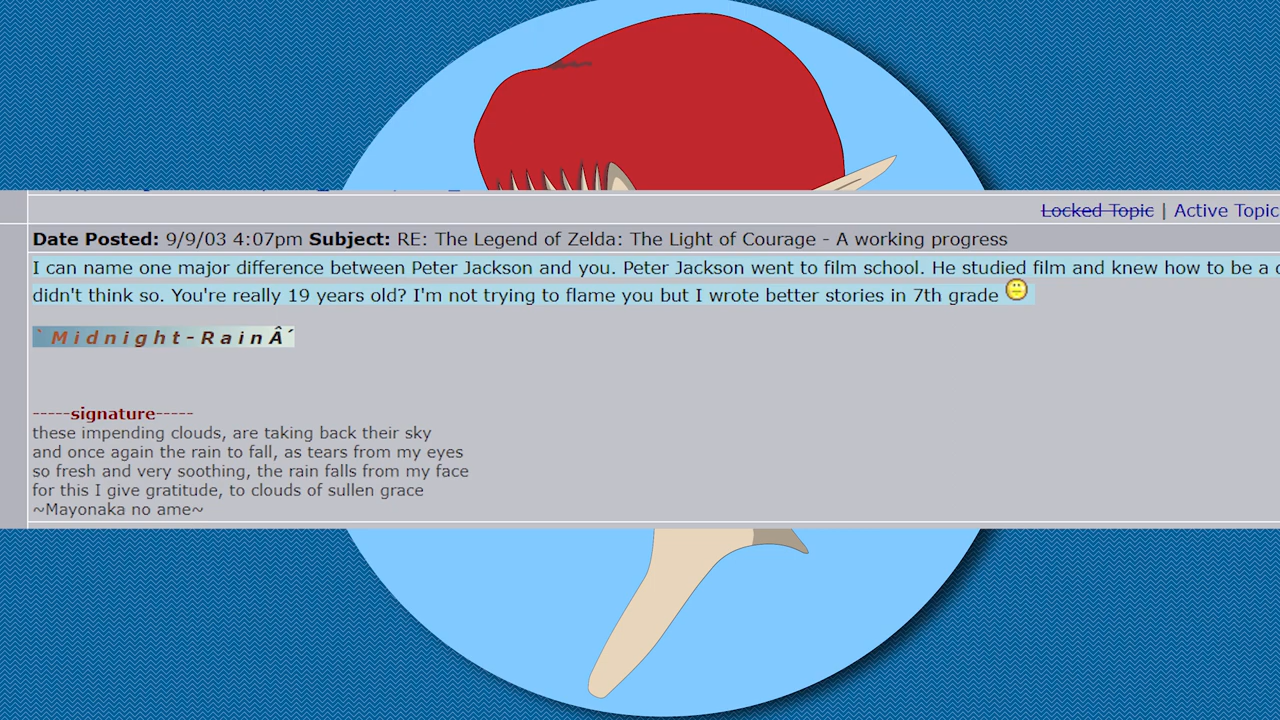 Locked Topic | Active Topic
Date Posted: 9/9/03 4:07pm Subject: RE: The Legend of Zelda: The Light of Courage - A working progress
I can name one major difference between Peter Jackson and you. Peter Jackson went to film school. He studied film and knew how to be a
didn't think so. You're really 19 years old? I'm not trying to flame you but I wrote better stories in 7th grade
`Midnight-RainÂ´
-----signature-----
these impending clouds, are taking back their sky
and once again the rain to fall, as tears from my eyes
so fresh and very soothing, the rain falls from my face
for this I give gratitude, to clouds of sullen grace
~Mayonaka no ame~